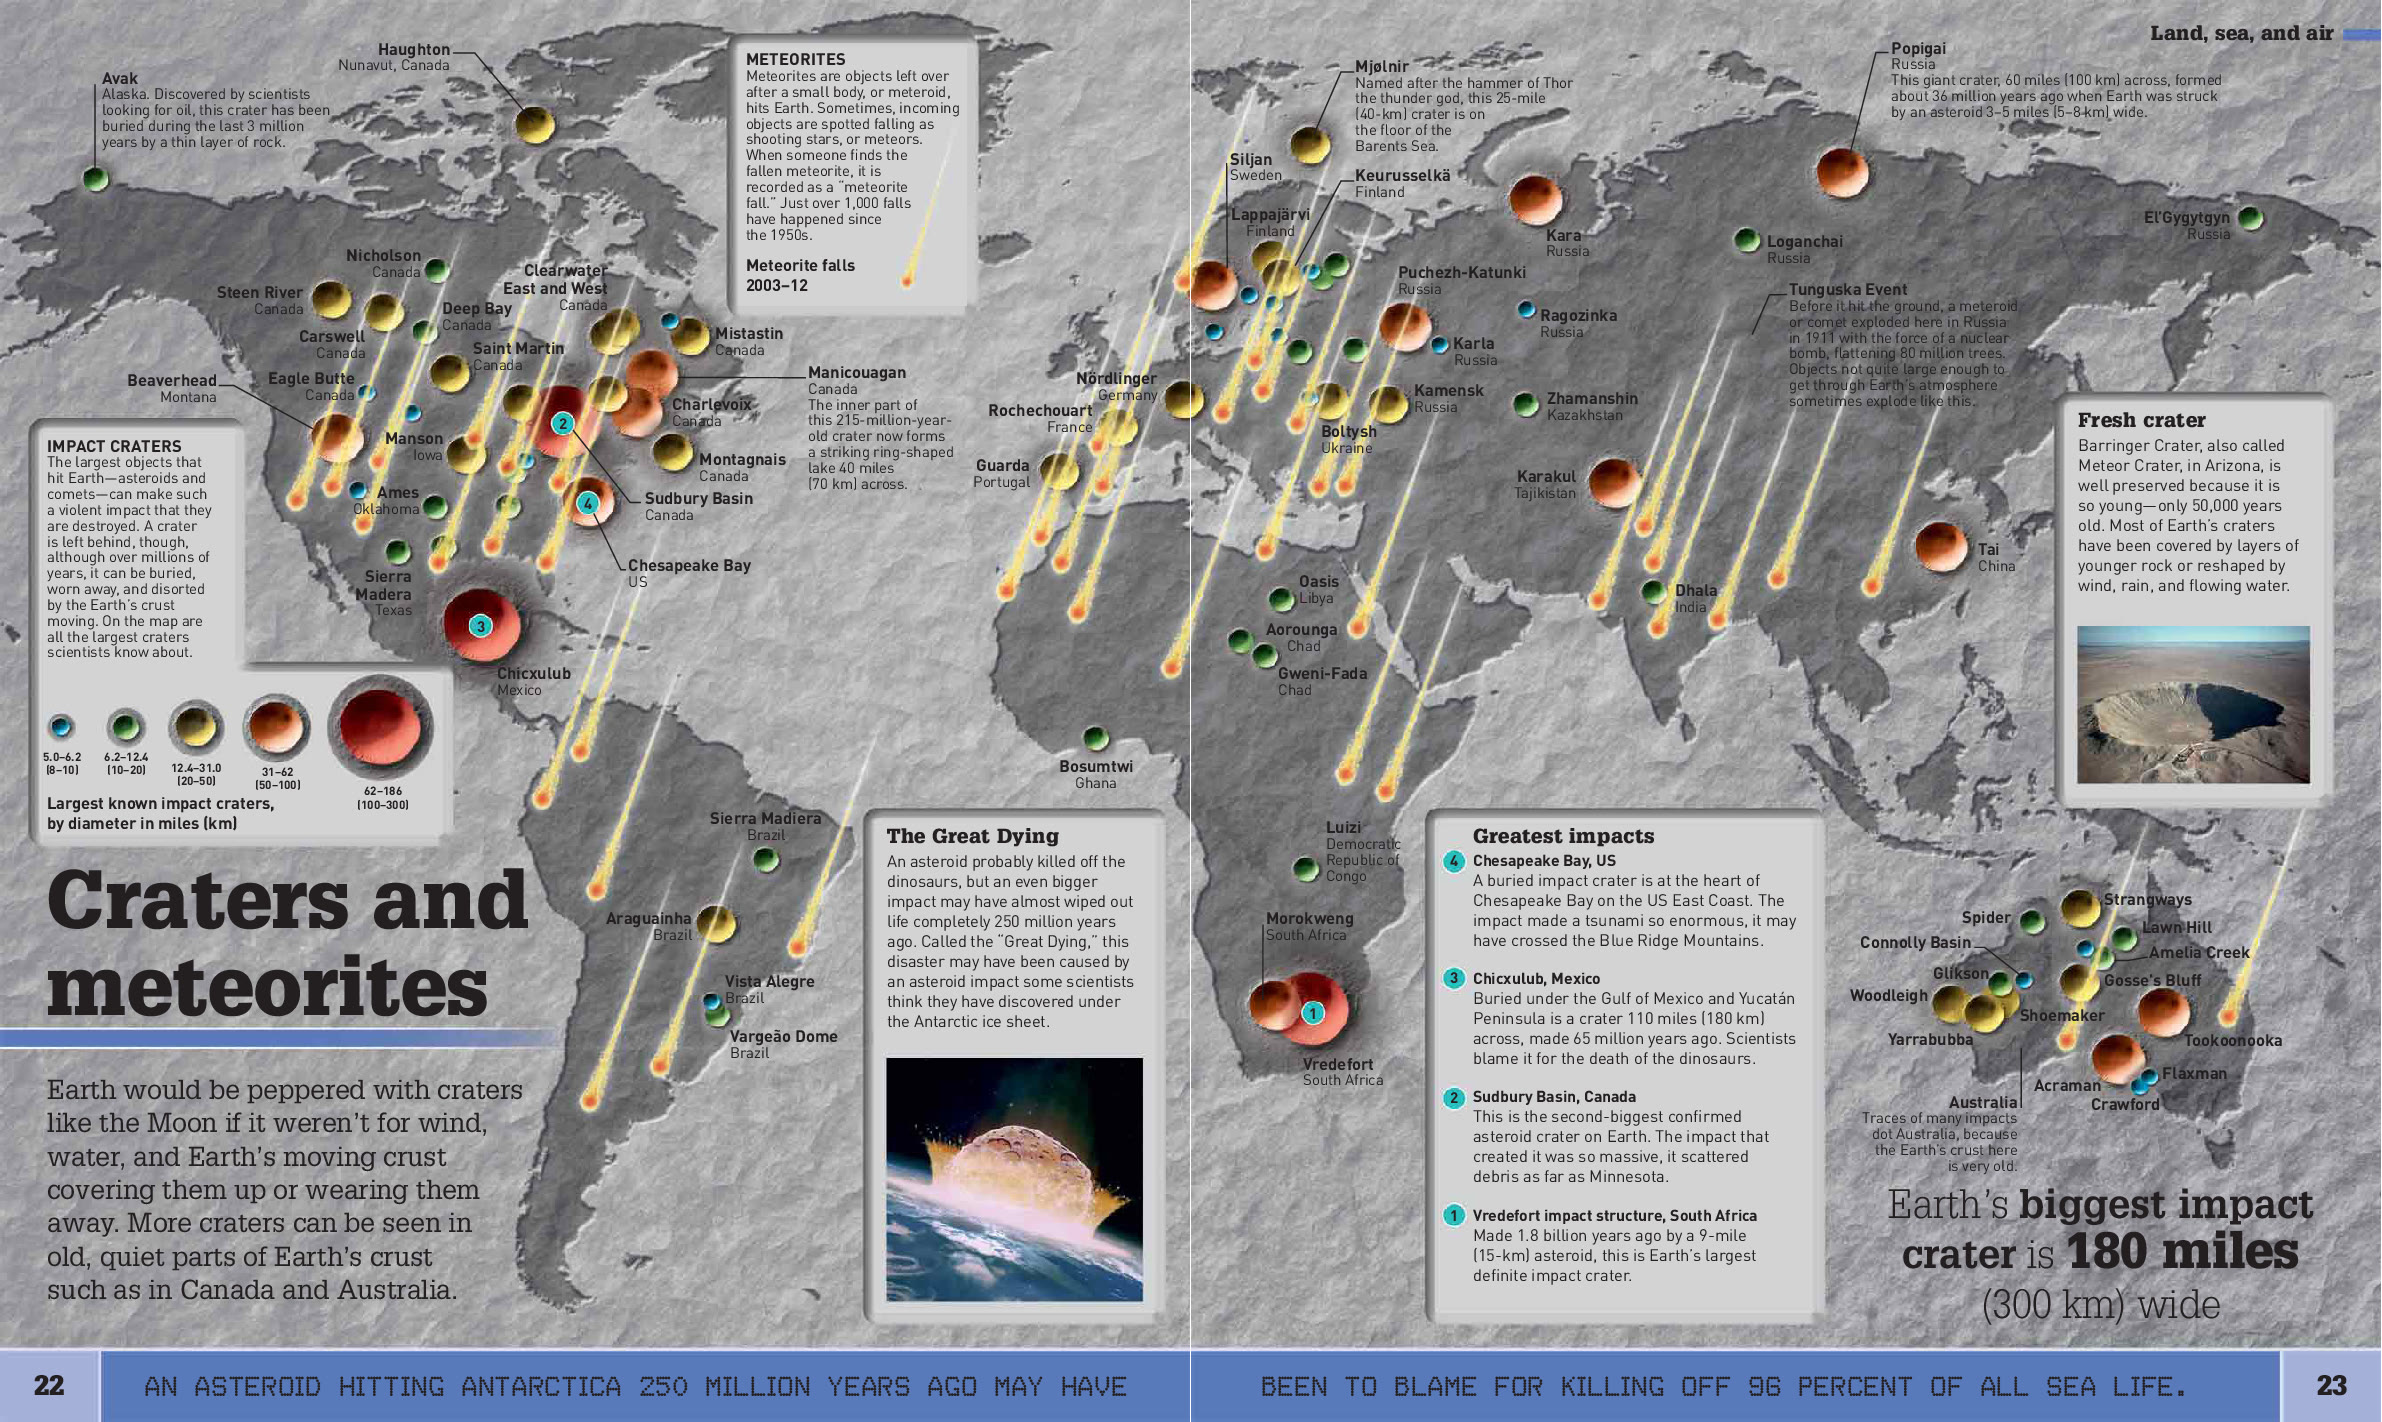 Land, sea, and air
Haughton
Nunavut, Canada
Avak
Alaska. Discovered by scientists
looking for oil, this crater has been
buried during the last 3 million
years by a thin layer of rock.
METEORITES
Meteorites are objects left over
after a small body, or meteroid,
hits Earth. Sometimes, incoming
objects are spotted falling as
shooting stars, or meteors.
When someone finds the
fallen meteorite, it is
recorded as a “meteorite
fall.” Just over 1,000 falls
have happened since
the 1950s.
Meteorite falls
2003–12
Nicholson
Canada
Steen River
Canada
Carswell
Canada
Deep Bay
Canada
Clearwater
East and West
Canada
Saint Martin
Canada
Mistastin
Canada
Beaverhead
Montana
Eagle Butte
Canada
Manicouagan
Canada
The inner part of
this 215-million-year-
old crater now forms
a striking ring-shaped
lake 40 miles
(70 km) across.
Charlevoix
Canada
Manson
Iowa
Montagnais
Canada
Ames
Oklahoma
2
Sudbury Basin
Canada
4
Chesapeake Bay
US
Sierra
Madera
Texas
3
Chicxulub
Mexico
IMPACT CRATERS
The largest objects that
hit Earth—asteroids and
comets—can make such
a violent impact that they
are destroyed. A crater
is left behind, though,
although over millions of
years, it can be buried,
worn away, and disorted
by the Earth’s crust
moving. On the map are
all the largest craters
scientists know about.
5.0–6.2
(8–10)
6.2–12.4
(10–20)
12.4–31.0
(20–50)
31–62
(50–100)
62–186
(100–300)
Largest known impact craters,
by diameter in miles (km)
Craters and
meteorites
Earth would be peppered with craters
like the Moon if it weren’t for wind,
water, and Earth’s moving crust
covering them up or wearing them
away. More craters can be seen in
old, quiet parts of Earth’s crust
such as in Canada and Australia.
Sierra Madiera
Brazil
Araguainha
Brazil
Vista Alegre
Brazil
Vargeão Dome
Brazil
Nördlinger
Germany
Rochechouart
France
Guarda
Portugal
Bosumtwi
Ghana
The Great Dying
An asteroid probably killed off the
dinosaurs, but an even bigger
impact may have almost wiped out
life completely 250 million years
ago. Called the “Great Dying,” this
disaster may have been caused by
an asteroid impact some scientists
think they have discovered under
the Antarctic ice sheet.
Mjølnir
Named after the hammer of Thor
the thunder god, this 25-mile
(40-km) crater is on
the floor of the
Barents Sea.
Siljan
Sweden
Keurusselkä
Finland
Lappajärvi
Finland
Kara
Russia
Popigai
Russia
This giant crater, 60 miles (100 km) across, formed
about 36 million years ago when Earth was struck
by an asteroid 3–5 miles (5–8 km) wide.
El’Gygytgyn
Russia
Loganchai
Russia
Puchezh-Katunki
Russia
Ragozinka
Russia
Karla
Russia
Tunguska Event
Before it hit the ground, a meteroid
or comet exploded here in Russia
in 1911 with the force of a nuclear
bomb, flattening 80 million trees.
Objects not quite large enough to
get through Earth’s atmosphere
sometimes explode like this.
Kamensk
Russia
Zhamanshin
Kazakhstan
Boltysh
Ukraine
Karakul
Tajikistan
Tai
China
Dhala
India
Oasis
Libya
Aorounga
Chad
Gweni-Fada
Chad
Luizi
Democratic
Republic of
Congo
Morokweng
South Africa
1
Vredefort
South Africa
Fresh crater
Barringer Crater, also called
Meteor Crater, in Arizona, is
well preserved because it is
so young—only 50,000 years
old. Most of Earth’s craters
have been covered by layers of
younger rock or reshaped by
wind, rain, and flowing water.
Greatest impacts
4 Chesapeake Bay, US
A buried impact crater is at the heart of
Chesapeake Bay on the US East Coast. The
impact made a tsunami so enormous, it may
have crossed the Blue Ridge Mountains.
3 Chicxulub, Mexico
Buried under the Gulf of Mexico and Yucatán
Peninsula is a crater 110 miles (180 km)
across, made 65 million years ago. Scientists
blame it for the death of the dinosaurs.
2 Sudbury Basin, Canada
This is the second-biggest confirmed
asteroid crater on Earth. The impact that
created it was so massive, it scattered
debris as far as Minnesota.
1 Vredefort impact structure, South Africa
Made 1.8 billion years ago by a 9-mile
(15-km) asteroid, this is Earth’s largest
definite impact crater.
Strangways
Spider
Lawn Hill
Connolly Basin
Amelia Creek
Glikson
Gosse’s Bluff
Woodleigh
Shoemaker
Yarrabubba
Tookoonooka
Acraman
Flaxman
Crawford
Australia
Traces of many impacts
dot Australia, because
the Earth’s crust here
is very old.
Earth’s biggest impact
crater is 180 miles
(300 km) wide
22
AN ASTEROID HITTING ANTARCTICA 250 MILLION YEARS AGO MAY HAVE
BEEN TO BLAME FOR KILLING OFF 96 PERCENT OF ALL SEA LIFE.
23